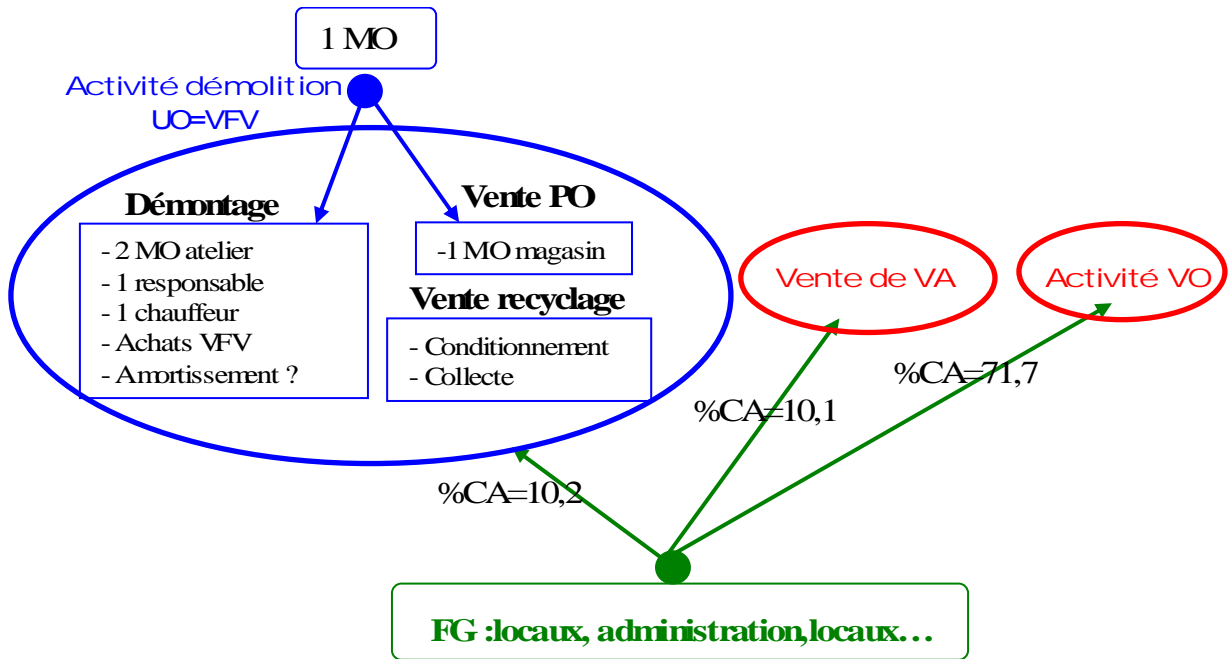 1 MO
Activité démolition
UO=VFV
Démontage
- 2 MO atelier
- 1 responsable
- 1 chauffeur
- Achats VFV
- Amortissement ?
Vente PO
-1 MO magasin
Vente recyclage
- Conditionnement
- Collecte
Vente de VA
Activité VO
%CA=71,7
%CA=10,1
%CA=10,2
FG :locaux, administration,locaux…